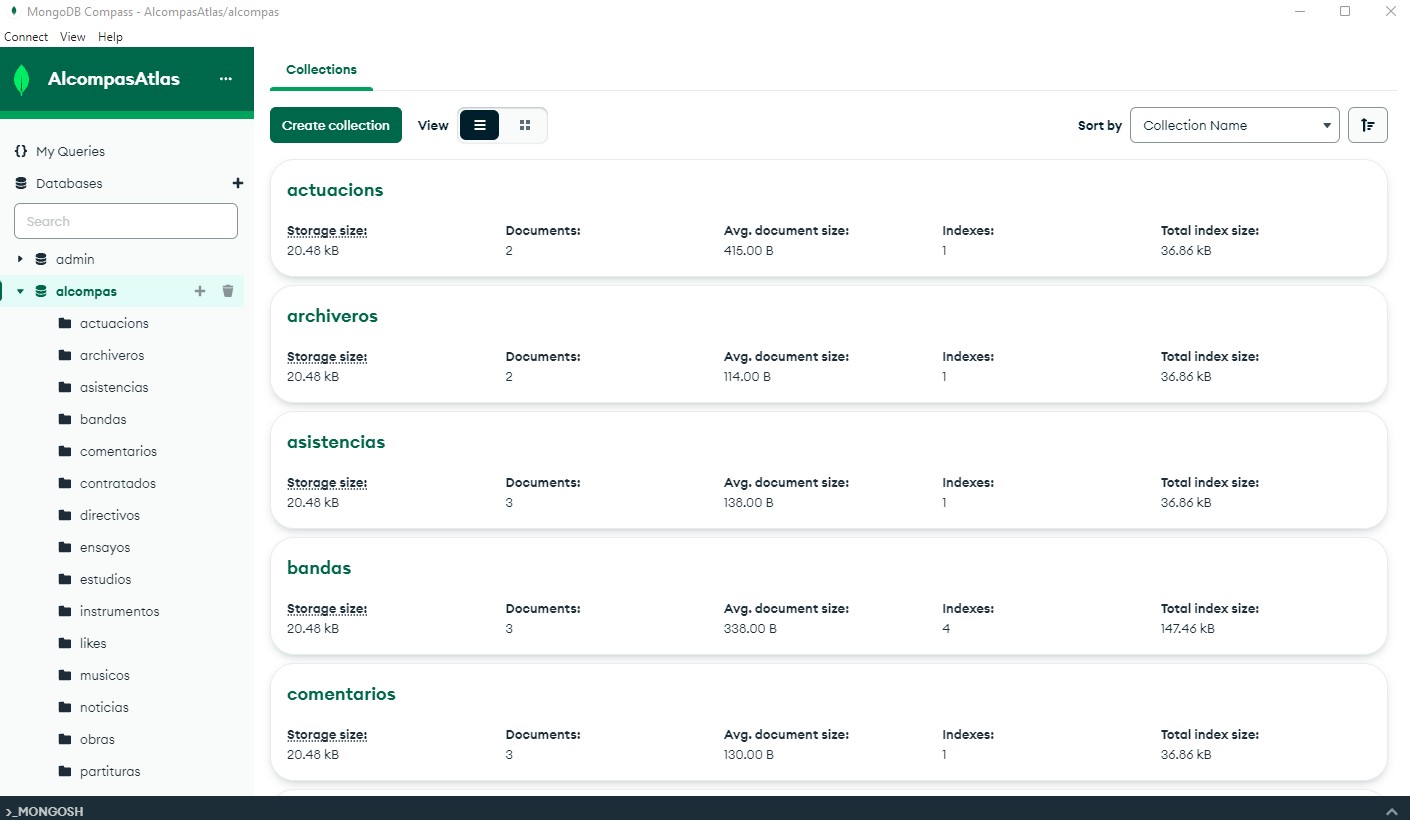 MongoDB Compass - AlcompasAtlas/alcompas
Connect View Help
AlcompasAtlas ...
{} My Queries
Databases +
Search
admin
alcompas +
actuacions
archiveros
asistencias
bandas
comentarios
contratados
directivos
ensayos
estudios
instrumentos
likes
musicos
noticias
obras
partituras
Collections
Create collection View Sort by Collection Name
actuacions
Storage size: Documents: Avg. document size: Indexes: Total index size:
20.48 kB 2 415.00 B 1 36.86 kB
archiveros
Storage size: Documents: Avg. document size: Indexes: Total index size:
20.48 kB 2 114.00 B 1 36.86 kB
asistencias
Storage size: Documents: Avg. document size: Indexes: Total index size:
20.48 kB 3 138.00 B 1 36.86 kB
bandas
Storage size: Documents: Avg. document size: Indexes: Total index size:
20.48 kB 3 338.00 B 4 147.46 kB
comentarios
Storage size: Documents: Avg. document size: Indexes: Total index size:
20.48 kB 3 130.00 B 1 36.86 kB
>_MONGOSH